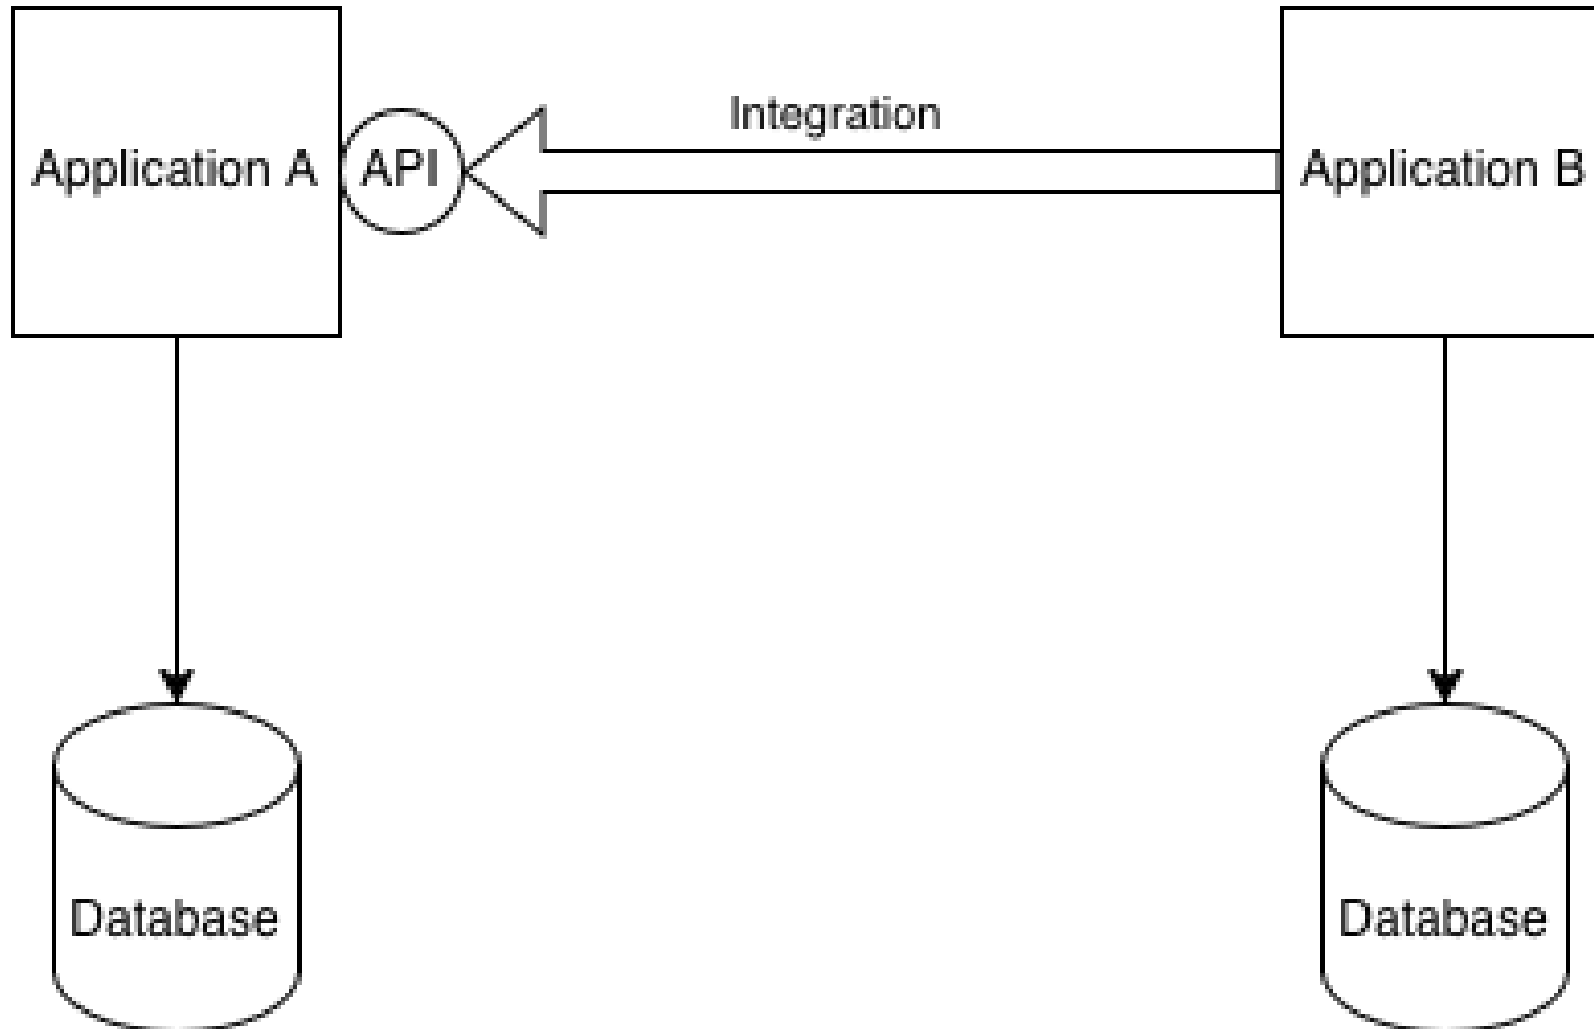 Integration
Application A
API
Application B
Database
Database